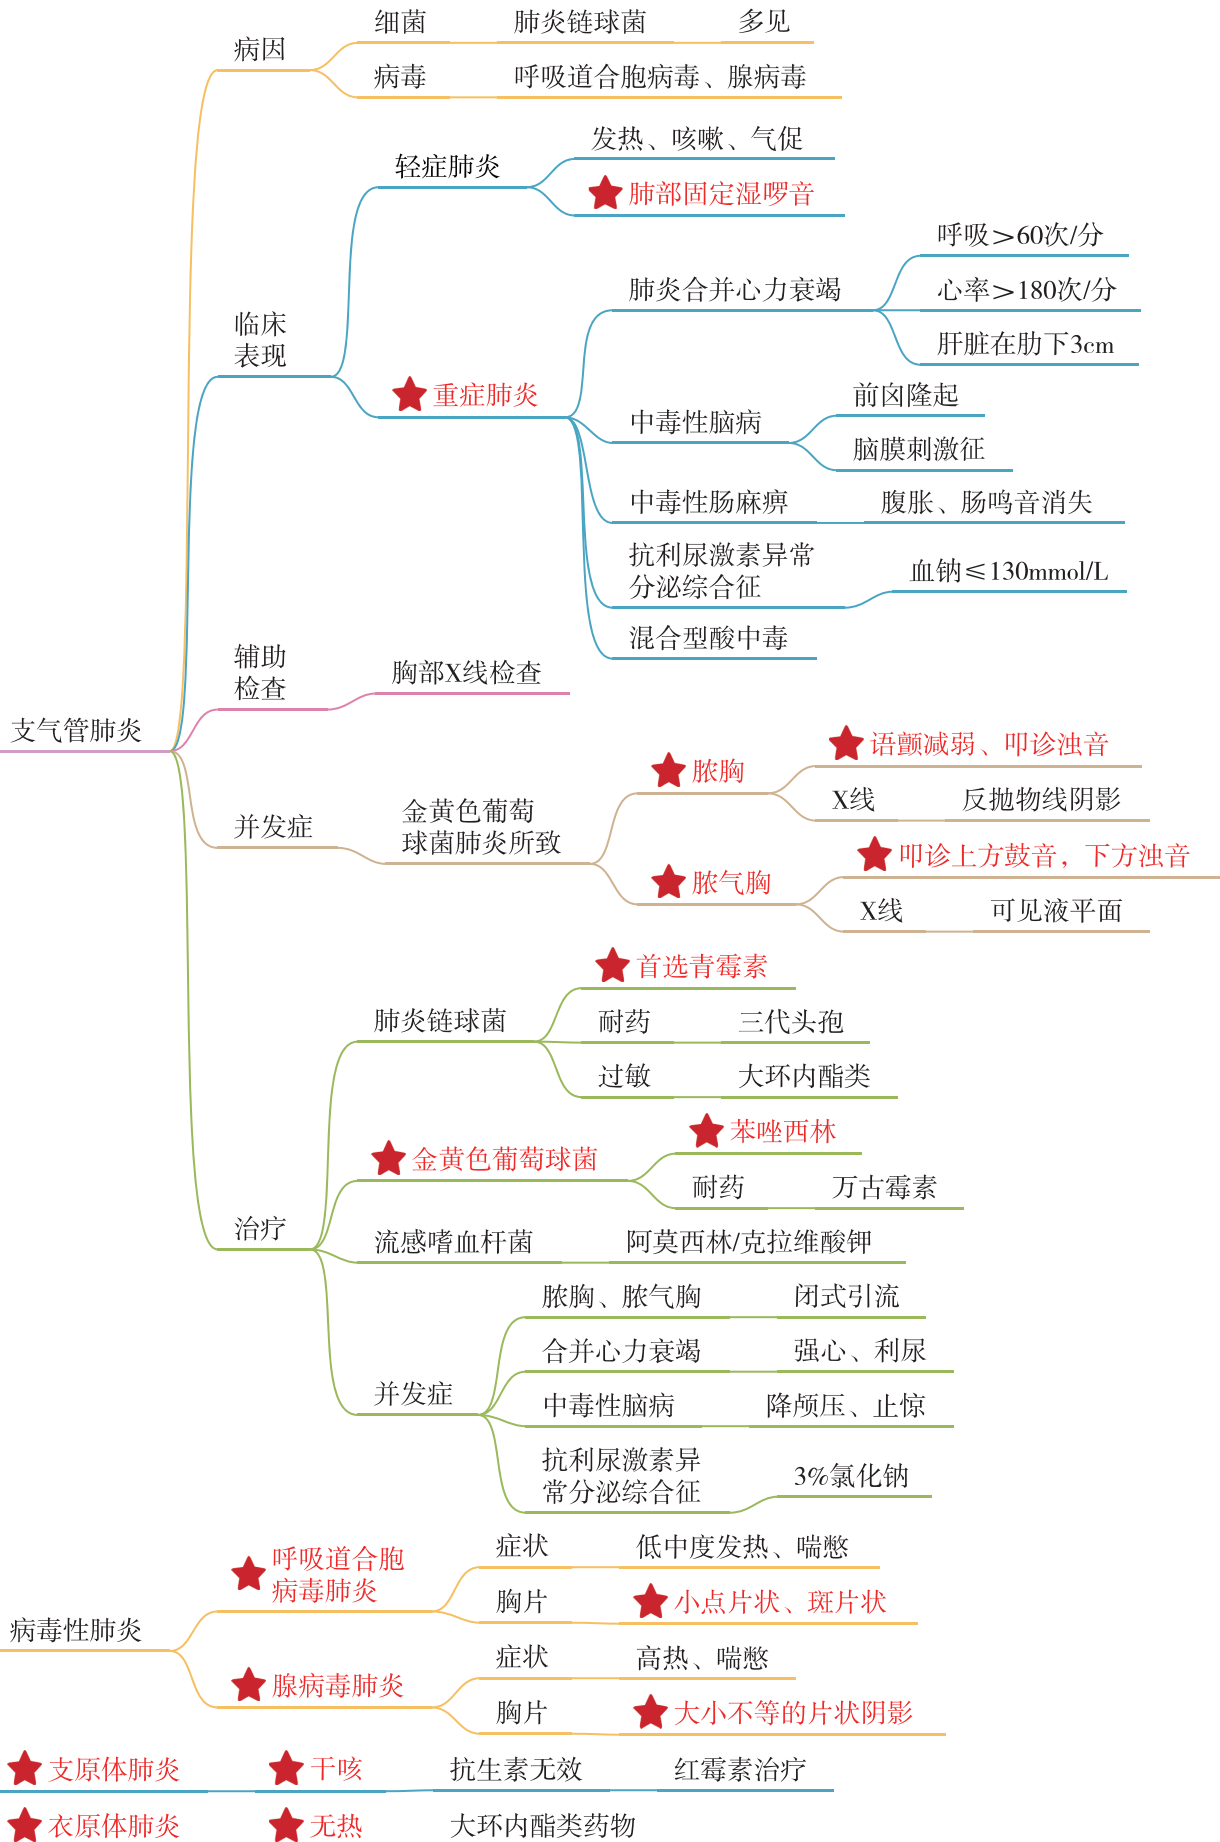 支气管肺炎
病因
细菌
肺炎链球菌
多见
病毒
呼吸道合胞病毒、腺病毒
临床
表现
轻症肺炎
发热、咳嗽、气促
肺部固定湿啰音
重症肺炎
肺炎合并心力衰竭
呼吸>60次/分
心率>180次/分
肝脏在肋下3cm
中毒性脑病
前囟隆起
脑膜刺激征
中毒性肠麻痹
腹胀、肠鸣音消失
抗利尿激素异常
分泌综合征
血钠≤130mmol/L
混合型酸中毒
辅助
检查
胸部X线检查
并发症
金黄色葡萄
球菌肺炎所致
脓胸
语颤减弱、叩诊浊音
X线
反抛物线阴影
脓气胸
叩诊上方鼓音，下方浊音
X线
可见液平面
治疗
肺炎链球菌
首选青霉素
耐药
三代头孢
过敏
大环内酯类
金黄色葡萄球菌
苯唑西林
耐药
万古霉素
流感嗜血杆菌
阿莫西林/克拉维酸钾
并发症
脓胸、脓气胸
闭式引流
合并心力衰竭
强心、利尿
中毒性脑病
降颅压、止惊
抗利尿激素异
常分泌综合征
3%氯化钠
病毒性肺炎
呼吸道合胞
病毒肺炎
症状
低中度发热、喘憋
胸片
小点片状、斑片状
腺病毒肺炎
症状
高热、喘憋
胸片
大小不等的片状阴影
支原体肺炎
干咳
抗生素无效
红霉素治疗
衣原体肺炎
无热
大环内酯类药物